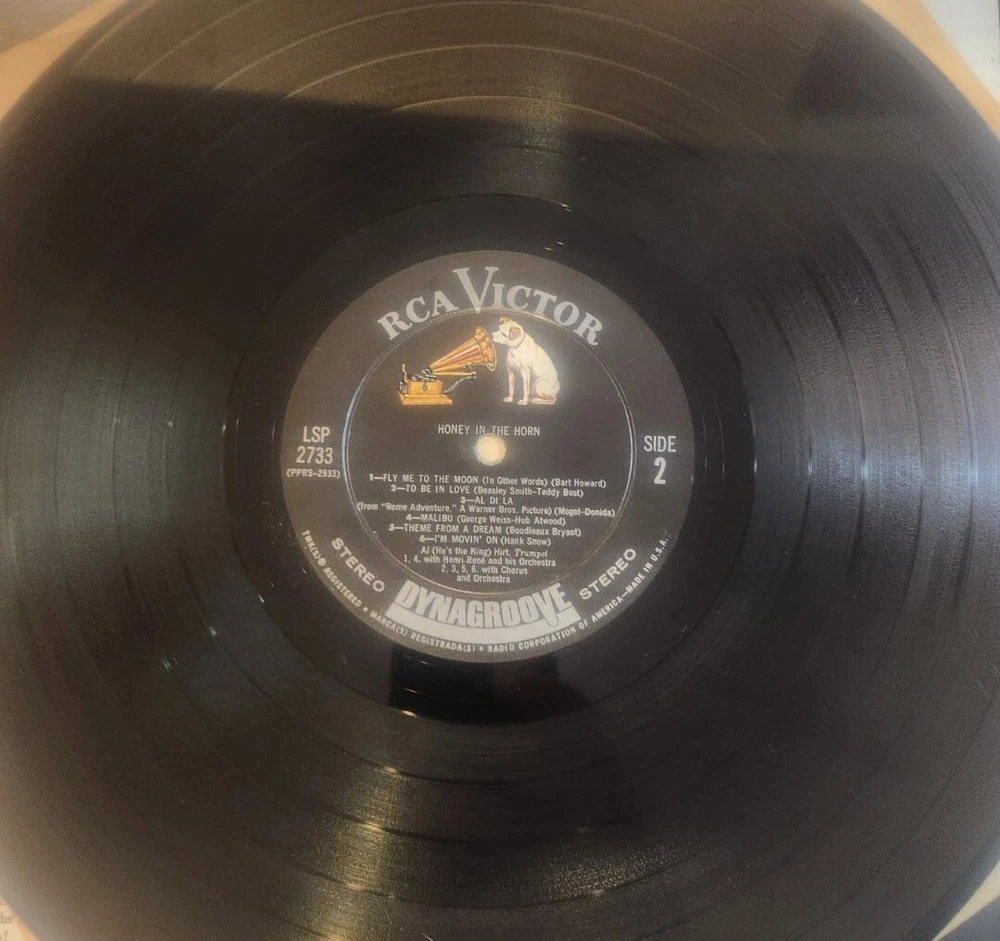 RCA VICTOR
HONEY IN THE HORN
LSP
2733
(PPRS-2933)
SIDE
2
1—FLY ME TO THE MOON (In Other Words) (Bart Howard)
2—TO BE IN LOVE (Beasley Smith-Teddy Best)
3—AL DI LA
(from "Rome Adventure," A Warner Bros. Picture) (Mogol-Donida)
4—MALIBU (George Weiss-Hub Atwood)
5—THEME FROM A DREAM (Boudleaux Bryant)
6—I'M MOVIN' ON (Hank Snow)
Al (He's the King) Hirt, Trumpet
1, 4, with Henri René and his Orchestra
2, 3, 5, 6, with Chorus
and Orchestra
STEREO
DYNAGROOVE
STEREO
TMK(S) ® REGISTERED • MARCA(S) REGISTRADA(S) • RADIO CORPORATION OF AMERICA—MADE IN U.S.A.
he